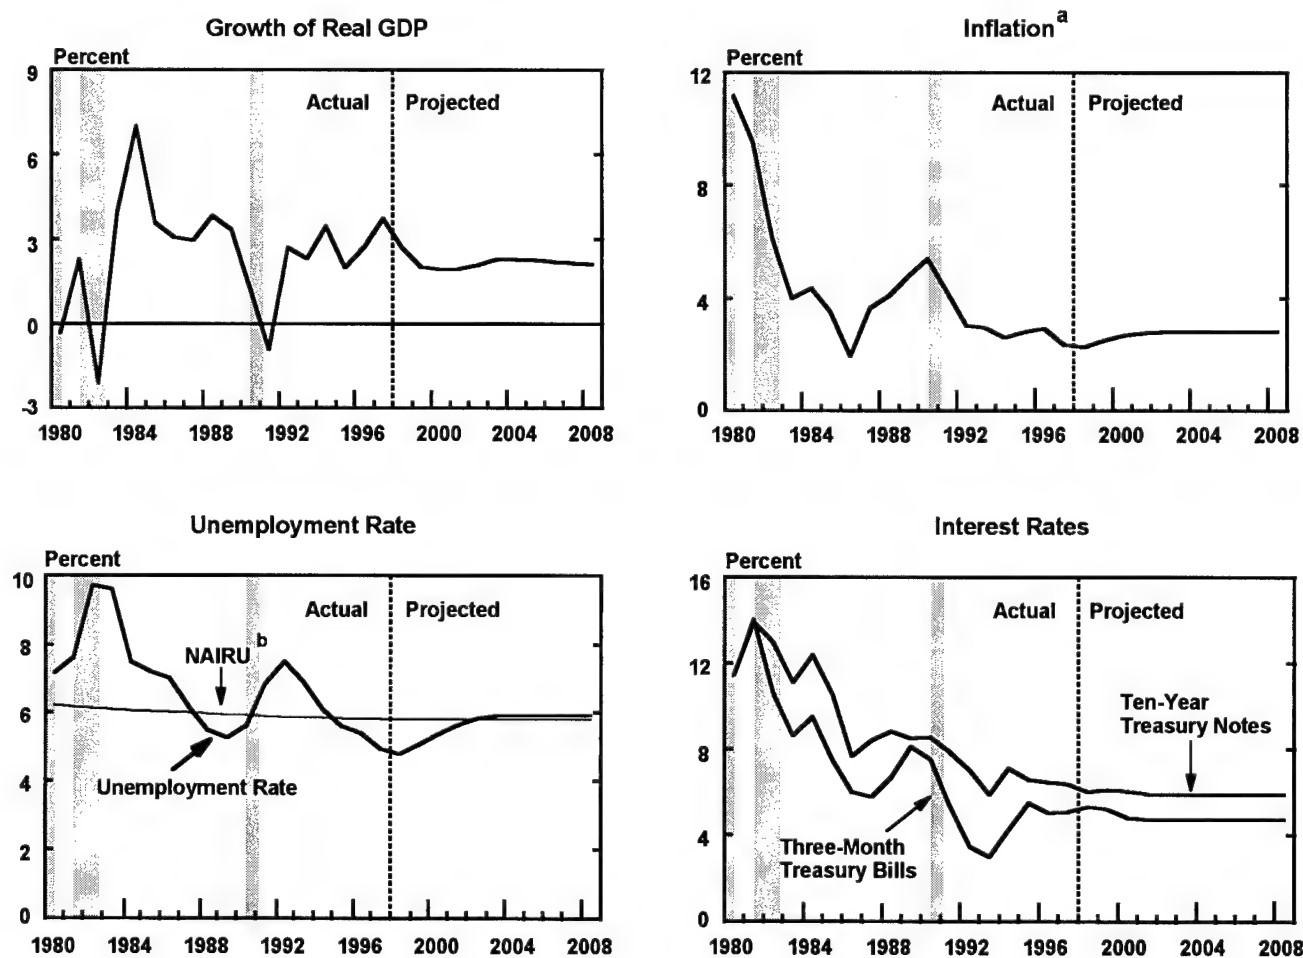 Growth of Real GDP
Percent
9
6
3
0
-3
Actual
Projected
1980 1984 1988 1992 1996 2000 2004 2008
Inflation a
Percent
12
8
4
0
Actual
Projected
1980 1984 1988 1992 1996 2000 2004 2008
Unemployment Rate
Percent
10
8
6
4
2
0
Actual
Projected
NAIRU b
Unemployment Rate
1980 1984 1988 1992 1996 2000 2004 2008
Interest Rates
Percent
16
12
8
4
0
Actual
Projected
Ten-Year
Treasury Notes
Three-Month
Treasury Bills
1980 1984 1988 1992 1996 2000 2004 2008